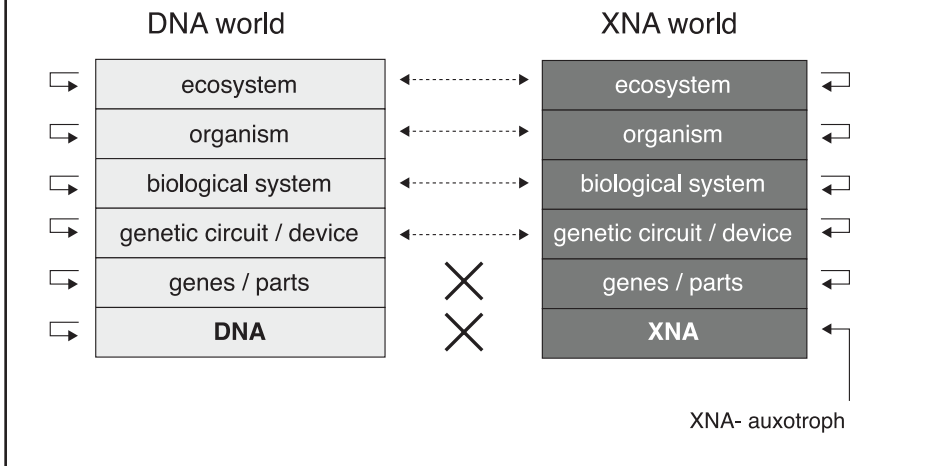 DNA world XNA world
ecosystem ecosystem
organism organism
biological system biological system
genetic circuit / device genetic circuit / device
genes / parts genes / parts
DNA XNA
XNA- auxotroph